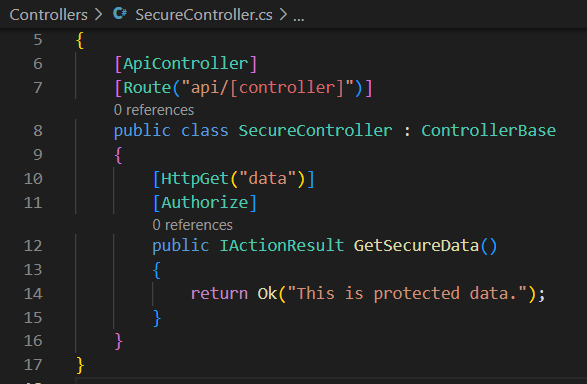 Controllers > C# SecureController.cs > ...
5 {
6 [ApiController]
7 [Route("api/[controller]")]
0 references
8 public class SecureController : ControllerBase
9 {
10 [HttpGet("data")]
11 [Authorize]
0 references
12 public IActionResult GetSecureData()
13 {
14 return Ok("This is protected data.");
15 }
16 }
17 }